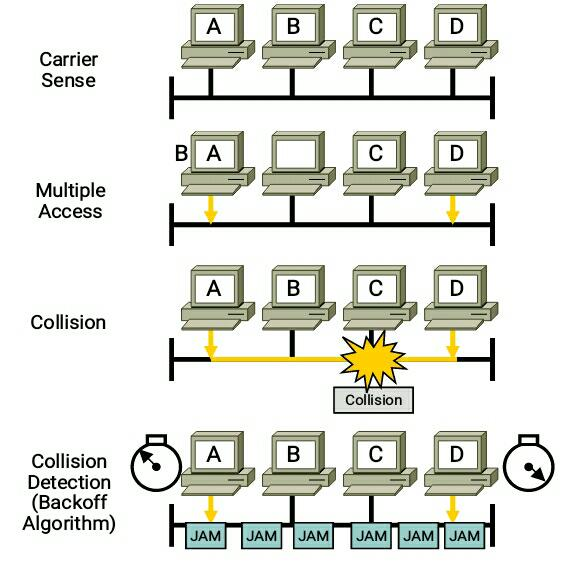 A B C D
Carrier
Sense
B A C D
Multiple
Access
A B C D
Collision
Collision
A B C D
Collision
Detection
(Backoff
Algorithm)
JAM JAM JAM JAM JAM JAM